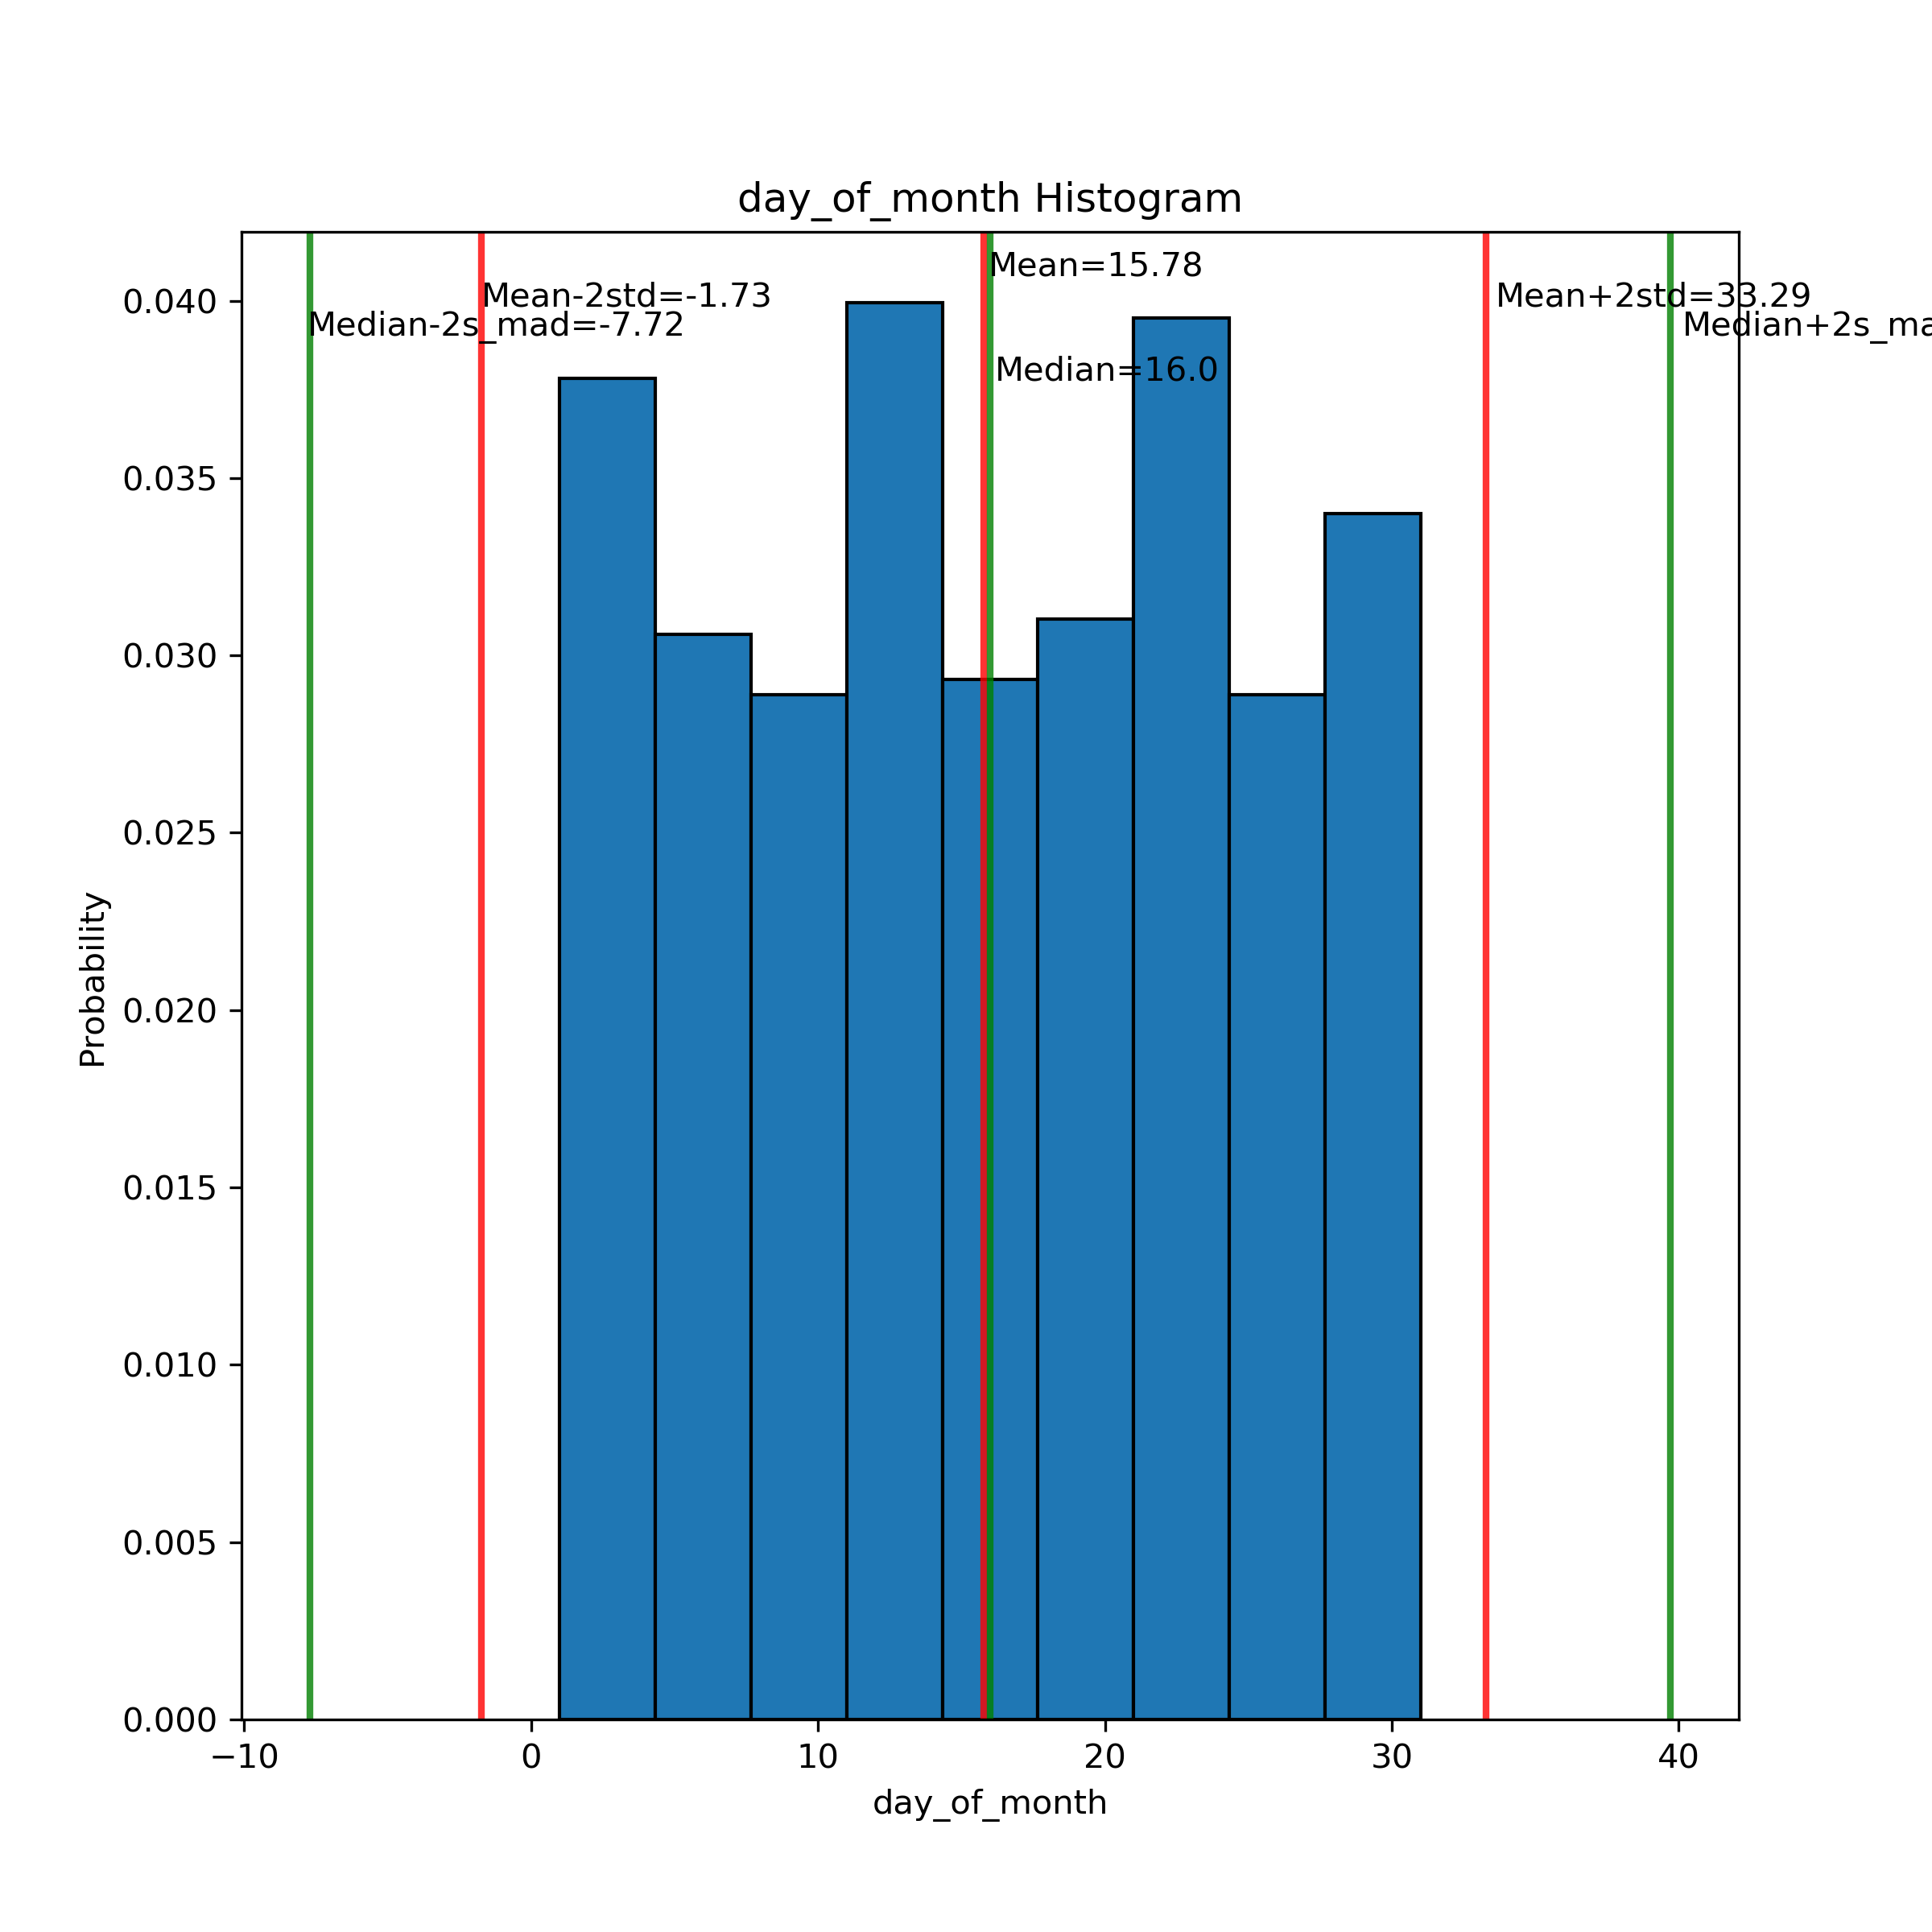 day_of_month Histogram
Mean=15.78
Mean-2std=-1.73
Mean+2std=33.29
Median-2s_mad=-7.72
Median+2s_ma
Median=16.0
0.040
0.035
0.030
0.025
0.020
0.015
0.010
0.005
0.000
Probability
−10 0 10 20 30 40
day_of_month